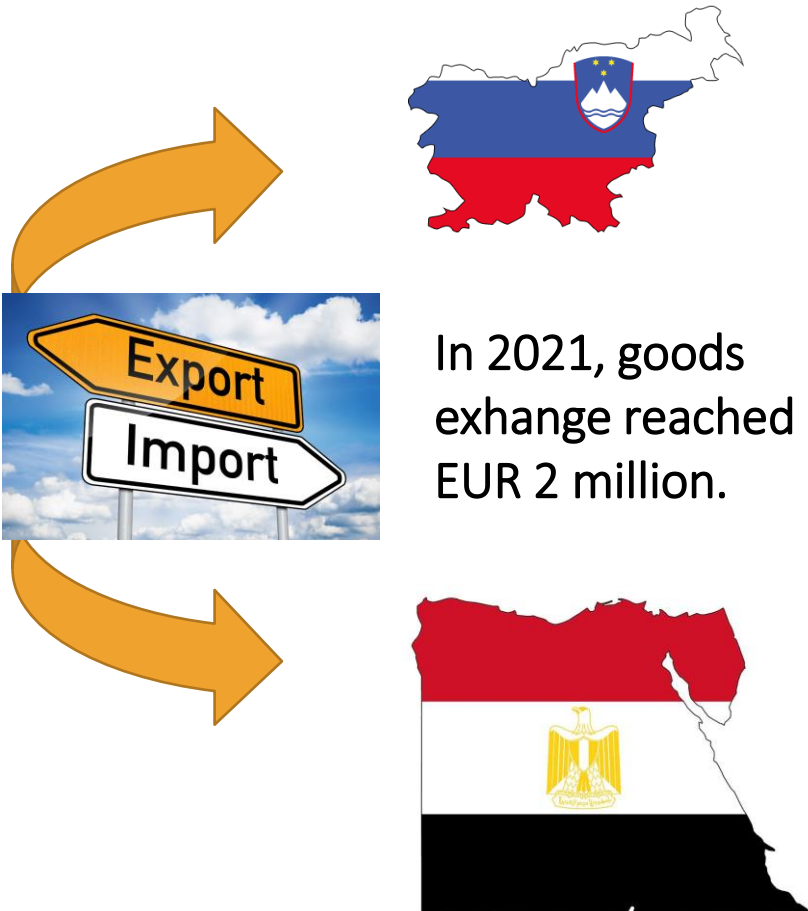 Export
Import
In 2021, goods
exhange reached
EUR 2 million.